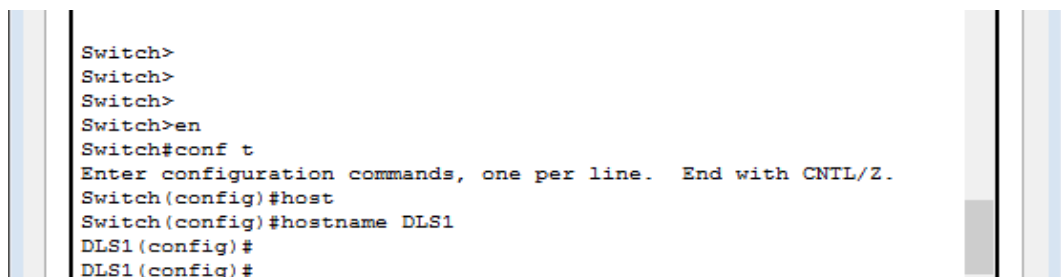 Switch>
Switch>
Switch>
Switch>en
Switch#conf t
Enter configuration commands, one per line.  End with CNTL/Z.
Switch(config)#host
Switch(config)#hostname DLS1
DLS1(config)#
DLS1(config)#